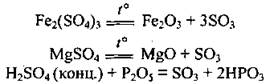 t°
Fe₂(SO₄)₃ = Fe₂O₃ + 3SO₃
t°
MgSO₄ = MgO + SO₃
H₂SO₄ (конц.) + P₂O₅ = SO₃ + 2HPO₃